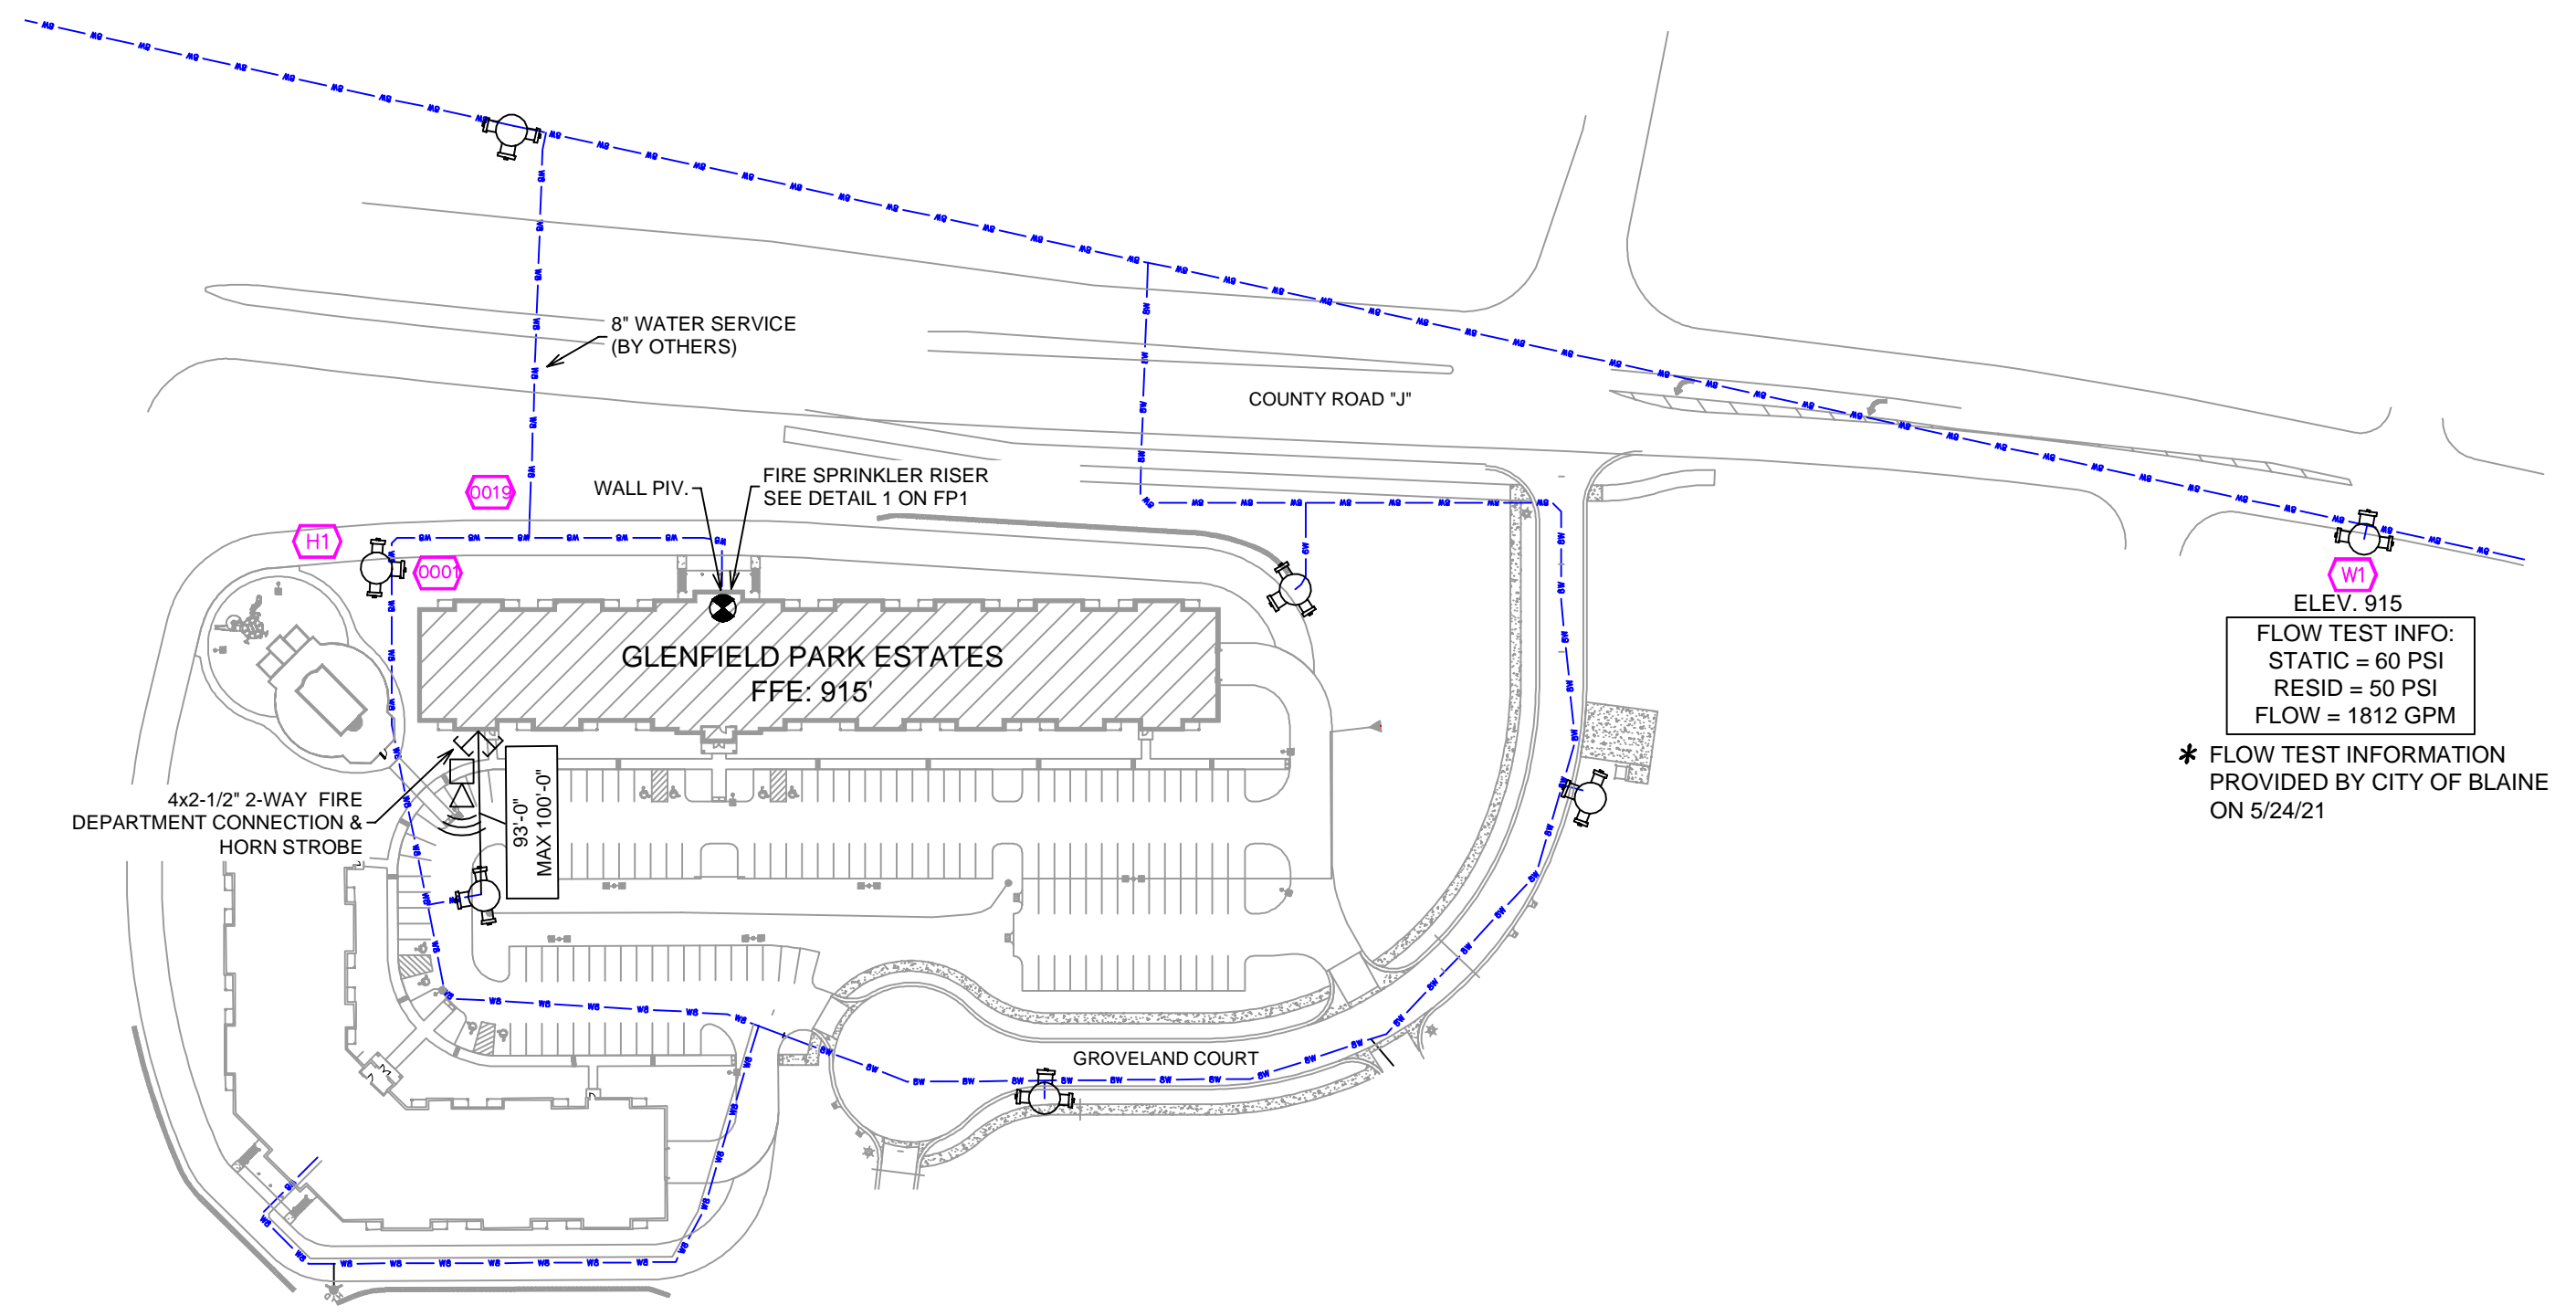 8" WATER SERVICE
(BY OTHERS)
COUNTY ROAD "J"
0019
WALL PIV.
FIRE SPRINKLER RISER
SEE DETAIL 1 ON FP1
H1
0001
W1
ELEV. 915
FLOW TEST INFO:
STATIC = 60 PSI
RESID = 50 PSI
FLOW = 1812 GPM
* FLOW TEST INFORMATION
PROVIDED BY CITY OF BLAINE
ON 5/24/21
GLENFIELD PARK ESTATES
FFE: 915'
4x2-1/2" 2-WAY FIRE
DEPARTMENT CONNECTION &
HORN STROBE
93'-0"
MAX 100'-0"
GROVELAND COURT